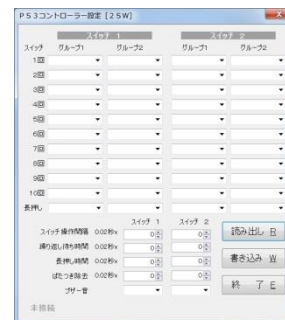 PS3コントローラー設定 [2SW]
スイッチ 1 スイッチ 2
スイッチ グループ1 グループ2 グループ1 グループ2
1回
2回
3回
4回
5回
6回
7回
8回
9回
10回
長押し
スイッチ 1 スイッチ 2
スイッチ操作間隔 0.02秒x 0 0
繰り返し待ち時間 0.02秒x 0 0
長押し時間 0.02秒x 0 0
ばたつき除去 0.02秒x 0 0
ブザー音
読み出し R
書き込み W
終 了 E
未接続